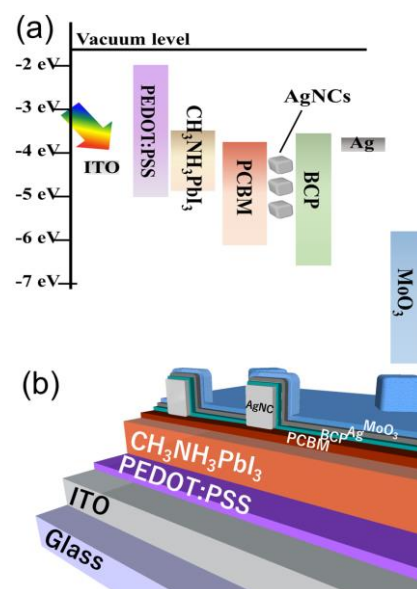 (a)
Vacuum level
-2 eV
-3 eV
-4 eV
-5 eV
-6 eV
-7 eV
ITO
PEDOT:PSS
CH₃NH₃PbI₃
PCBM
AgNCs
BCP
Ag
MoO₃
(b)
AgNC
MoO₃
Ag
BCP
PCBM
CH₃NH₃PbI₃
PEDOT:PSS
ITO
Glass